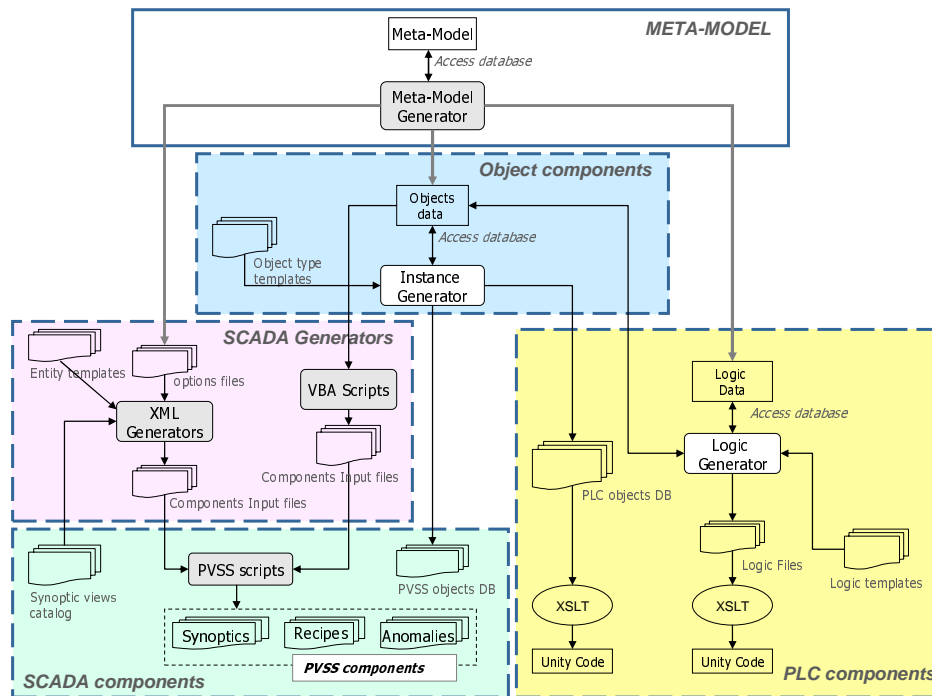 META-MODEL
Meta-Model
Access database
Meta-Model
Generator
Object components
Objects
data
Access database
Object type
templates
Instance
Generator
SCADA Generators
Entity templates
options files
XML
Generators
VBA Scripts
Components Input files
Components Input files
Logic
Data
Access database
Logic
Generator
PLC objects DB
Logic Files
Logic templates
XSLT
XSLT
Unity Code
Unity Code
PLC components
Synoptic views
catalog
PVSS scripts
PVSS objects DB
Synoptics
Recipes
Anomalies
PVSS components
SCADA components